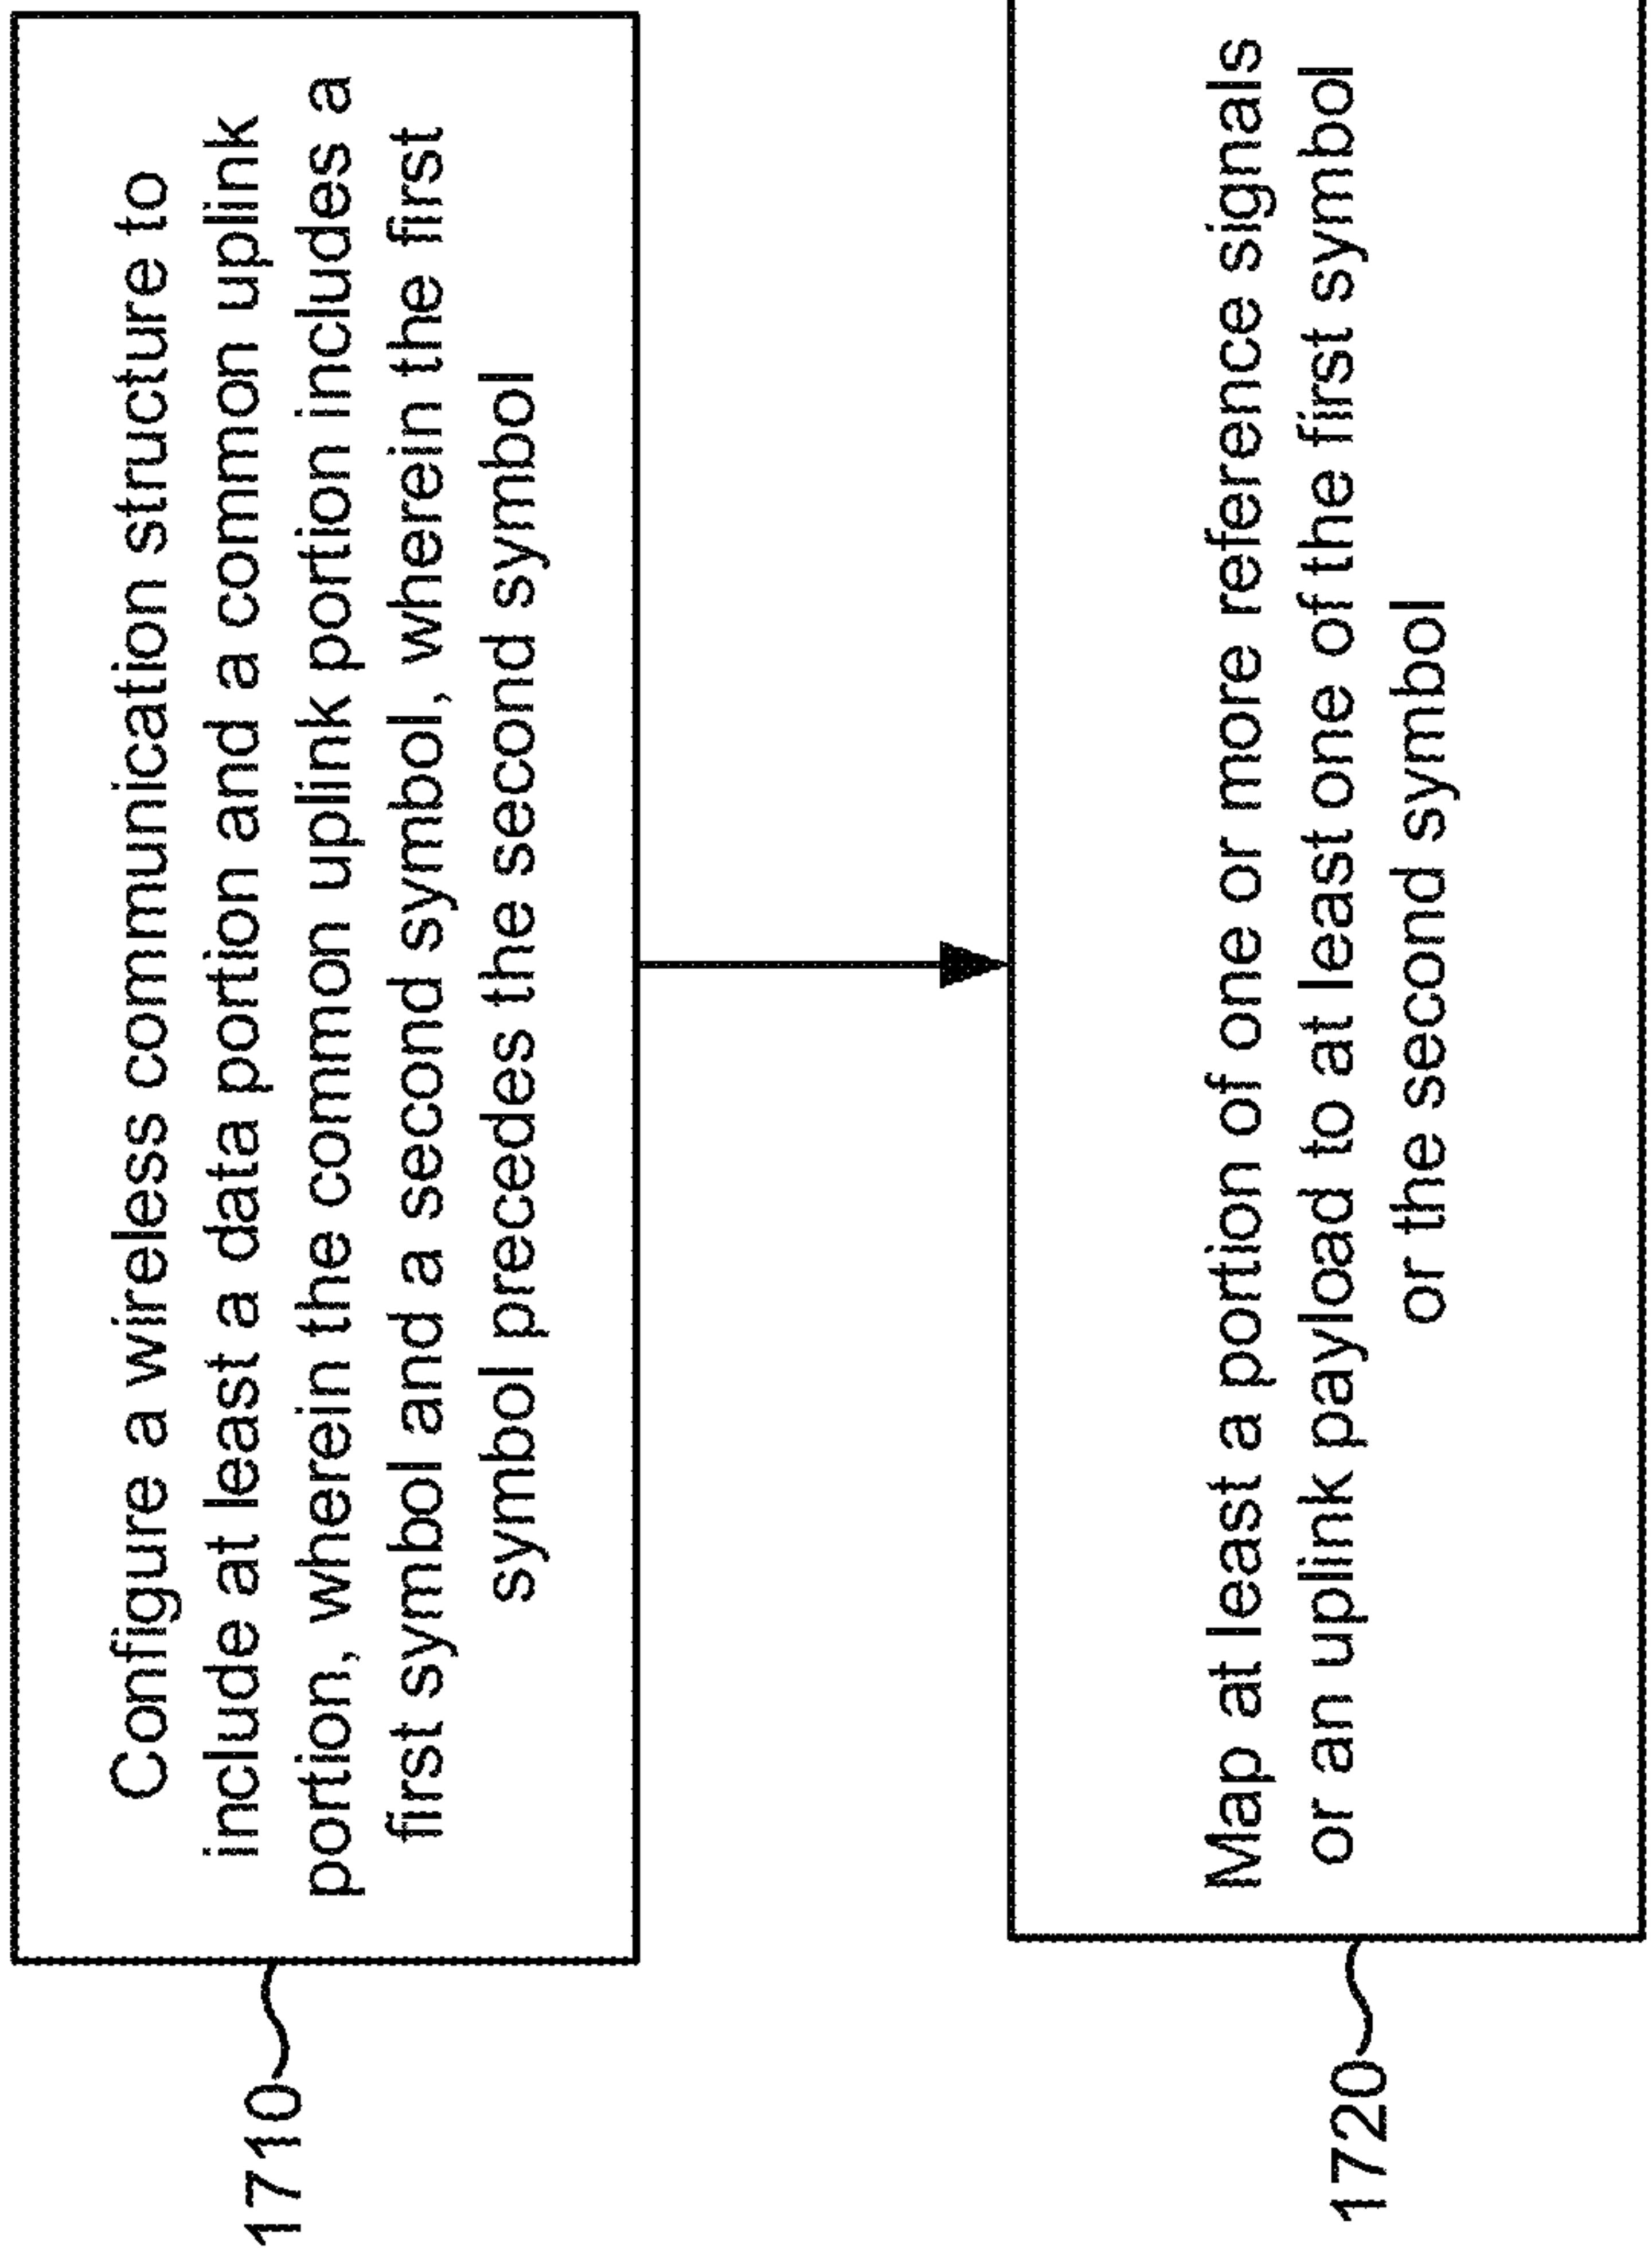 1710
Configure a wireless communication structure to
include at least a data portion and a common uplink
portion, wherein the common uplink portion includes a
first symbol and a second symbol, wherein the first
symbol precedes the second symbol
1720
Map at least a portion of one or more reference signals
or an uplink payload to at least one of the first symbol
or the second symbol